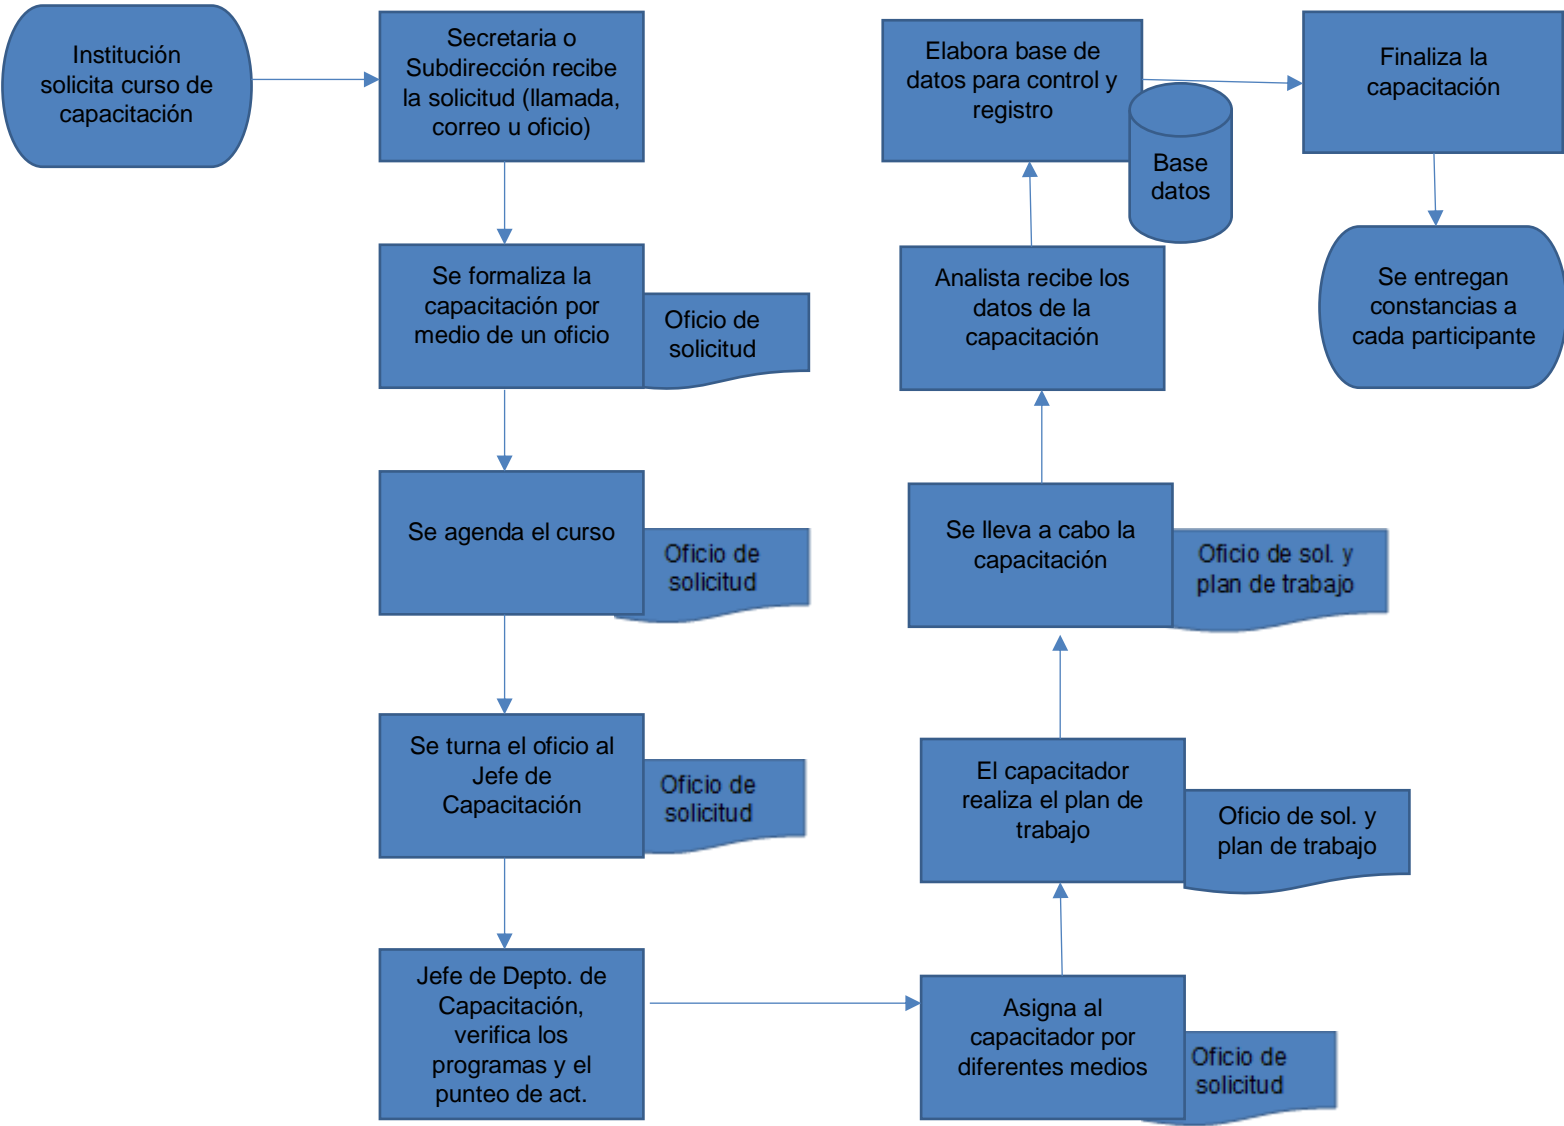 Institución
solicita curso de
capacitación
Secretaria o
Subdirección recibe
la solicitud (llamada,
correo u oficio)
Se formaliza la
capacitación por
medio de un oficio
Oficio de
solicitud
Se agenda el curso
Oficio de
solicitud
Se turna el oficio al
Jefe de
Capacitación
Oficio de
solicitud
Jefe de Depto. de
Capacitación,
verifica los
programas y el
punteo de act.
Asigna al
capacitador por
diferentes medios
Oficio de
solicitud
El capacitador
realiza el plan de
trabajo
Oficio de sol. y
plan de trabajo
Se lleva a cabo la
capacitación
Oficio de sol. y
plan de trabajo
Analista recibe los
datos de la
capacitación
Elabora base de
datos para control y
registro
Base
datos
Finaliza la
capacitación
Se entregan
constancias a
cada participante